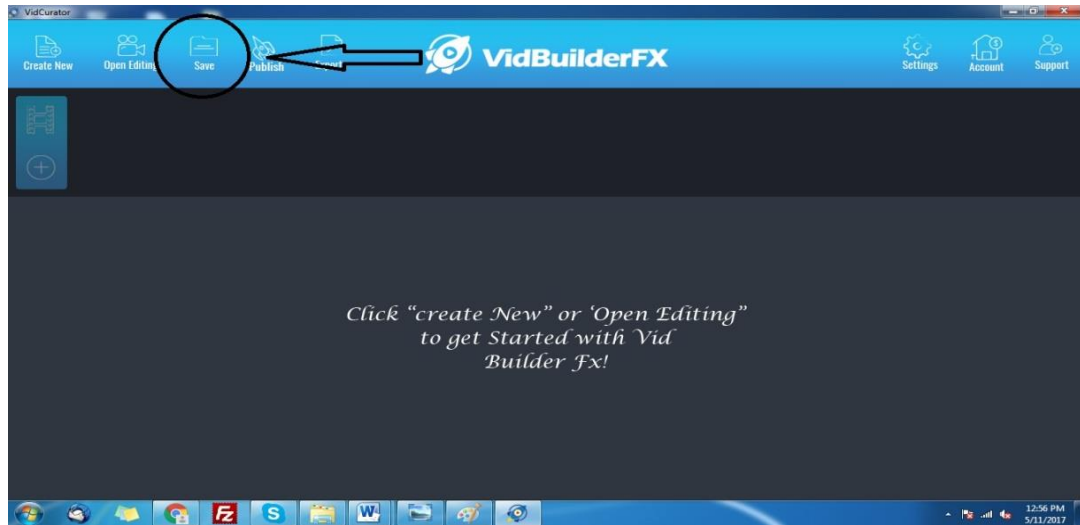 VidCurator
Create New
Open Editing
Save
Publish
Export
VidBuilderFX
Settings
Account
Support
Click “create New” or ‘Open Editing”
to get Started with Vid
Builder Fx!
12:56 PM
5/11/2017